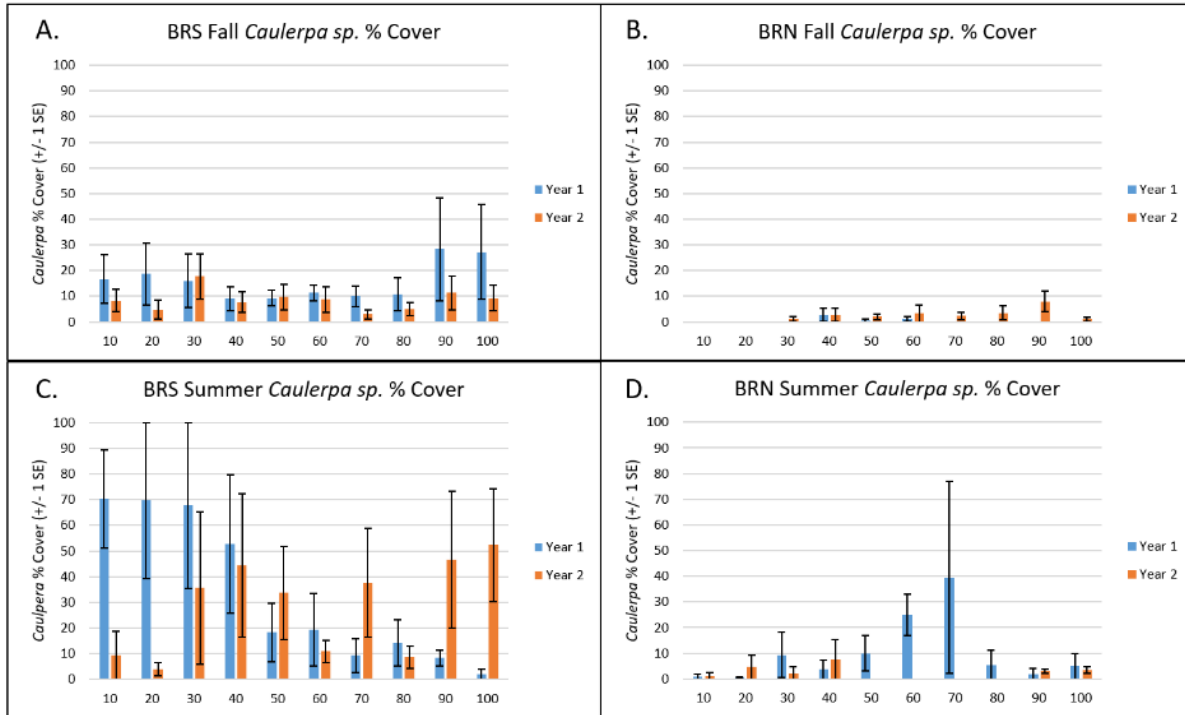 A.
BRS Fall Caulerpa sp. % Cover
Caulerpa % Cover (+/- 1 SE)
100
90
80
70
60
50
40
30
20
10
0
10 20 30 40 50 60 70 80 90 100
Year 1
Year 2
B.
BRN Fall Caulerpa sp. % Cover
Caulerpa % Cover (+/- 1 SE)
100
90
80
70
60
50
40
30
20
10
0
10 20 30 40 50 60 70 80 90 100
Year 1
Year 2
C.
BRS Summer Caulerpa sp. % Cover
Caulpera % Cover (+/- 1 SE)
100
90
80
70
60
50
40
30
20
10
0
10 20 30 40 50 60 70 80 90 100
Year 1
Year 2
D.
BRN Summer Caulerpa sp. % Cover
Caulerpa % Cover (+/- 1 SE)
100
90
80
70
60
50
40
30
20
10
0
10 20 30 40 50 60 70 80 90 100
Year 1
Year 2